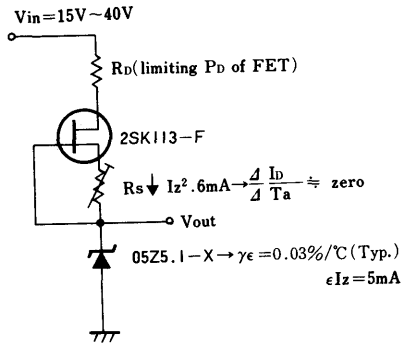 Vin=15V~40V
RD(limiting PD of FET)
2SK113-F
Rs↓ Iz².6mA→Δ ID/Δ Ta ≒ zero
Vout
05Z5.1-X→γε=0.03%/℃(Typ.)
εIz=5mA